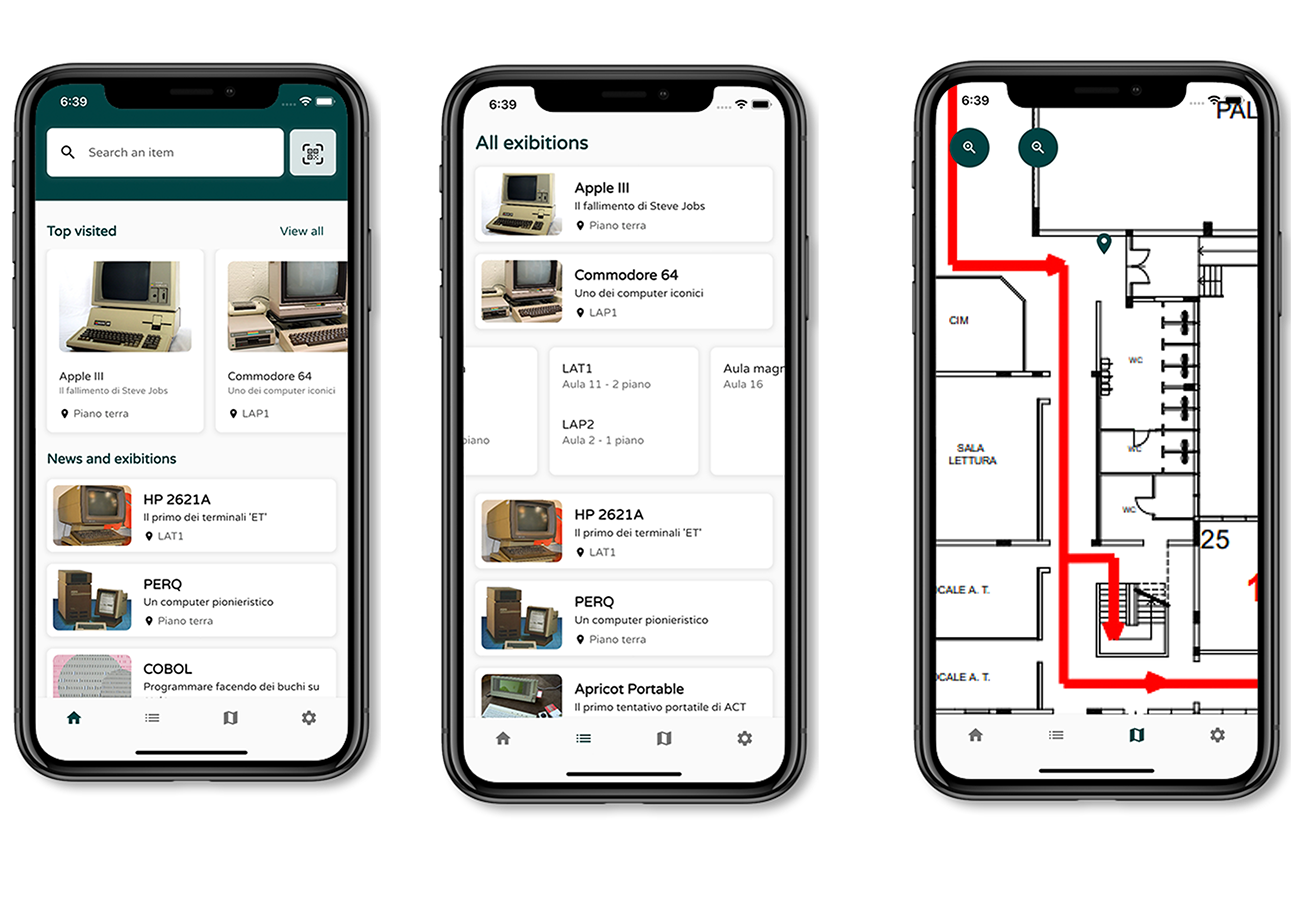 6:39
Search an item
Top visited
View all
Apple III
Il fallimento di Steve Jobs
Piano terra
Commodore 64
Uno dei computer iconici
LAP1
News and exibitions
HP 2621A
Il primo dei terminali 'ET'
LAT1
PERQ
Un computer pionieristico
Piano terra
COBOL
Programmare facendo dei buchi su
6:39
All exibitions
Apple III
Il fallimento di Steve Jobs
Piano terra
Commodore 64
Uno dei computer iconici
LAP1
piano
LAT1
Aula 11 - 2 piano
LAP2
Aula 2 - 1 piano
Aula magr
Aula 16
HP 2621A
Il primo dei terminali 'ET'
LAT1
PERQ
Un computer pionieristico
Piano terra
Apricot Portable
Il primo tentativo portatile di ACT
6:39
PAL
CIM
WC
SALA
LETTURA
WC
WC
25
OCALE A. T.
1
OCALE A. T.